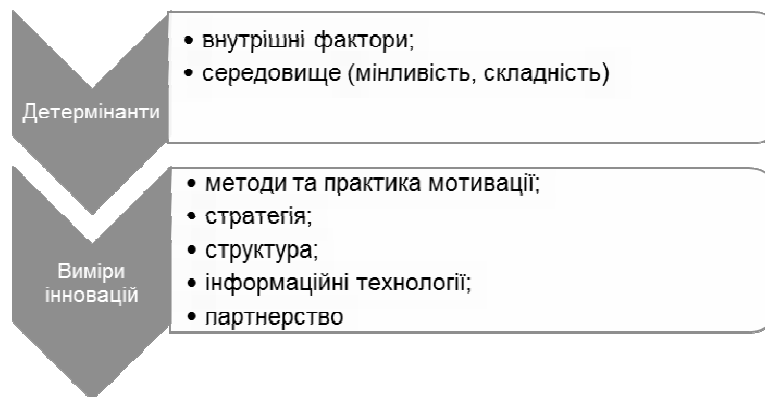 Детермінанти
• внутрішні фактори;
• середовище (мінливість, складність)
Виміри
інновацій
• методи та практика мотивації;
• стратегія;
• структура;
• інформаційні технології;
• партнерство